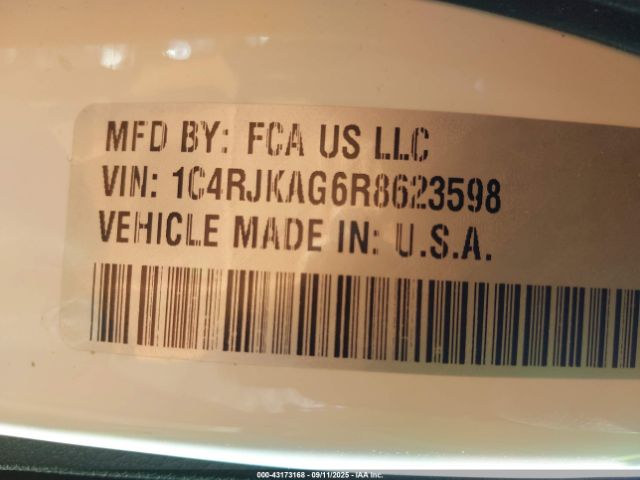 MFD BY: FCA US LLC
VIN: 1C4RJKAG6R8623598
VEHICLE MADE IN: U.S.A.
000-43173168 - 09/11/2025 - IAA Inc.